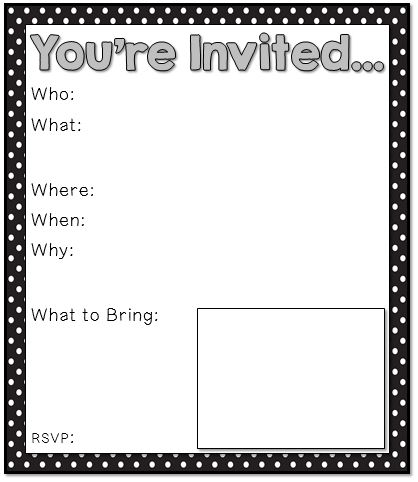 You're Invited...
Who:
What:
Where:
When:
Why:
What to Bring:
RSVP: